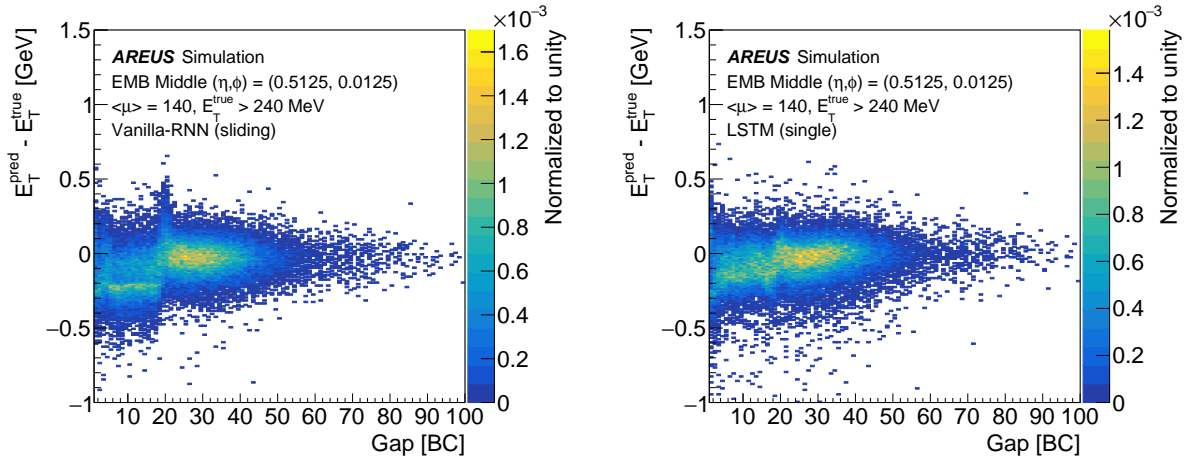 ×10⁻³
1.5
1
0.5
0
−0.5
−1
E_T^pred - E_T^true [GeV]
AREUS Simulation
EMB Middle (η,ϕ) = (0.5125, 0.0125)
<μ> = 140, E_T^true > 240 MeV
Vanilla-RNN (sliding)
10 20 30 40 50 60 70 80 90 100
Gap [BC]
1.6
1.4
1.2
1
0.8
0.6
0.4
0.2
0
Normalized to unity
×10⁻³
1.5
1
0.5
0
−0.5
−1
E_T^pred - E_T^true [GeV]
AREUS Simulation
EMB Middle (η,ϕ) = (0.5125, 0.0125)
<μ> = 140, E_T^true > 240 MeV
LSTM (single)
10 20 30 40 50 60 70 80 90 100
Gap [BC]
1.4
1.2
1
0.8
0.6
0.4
0.2
0
Normalized to unity